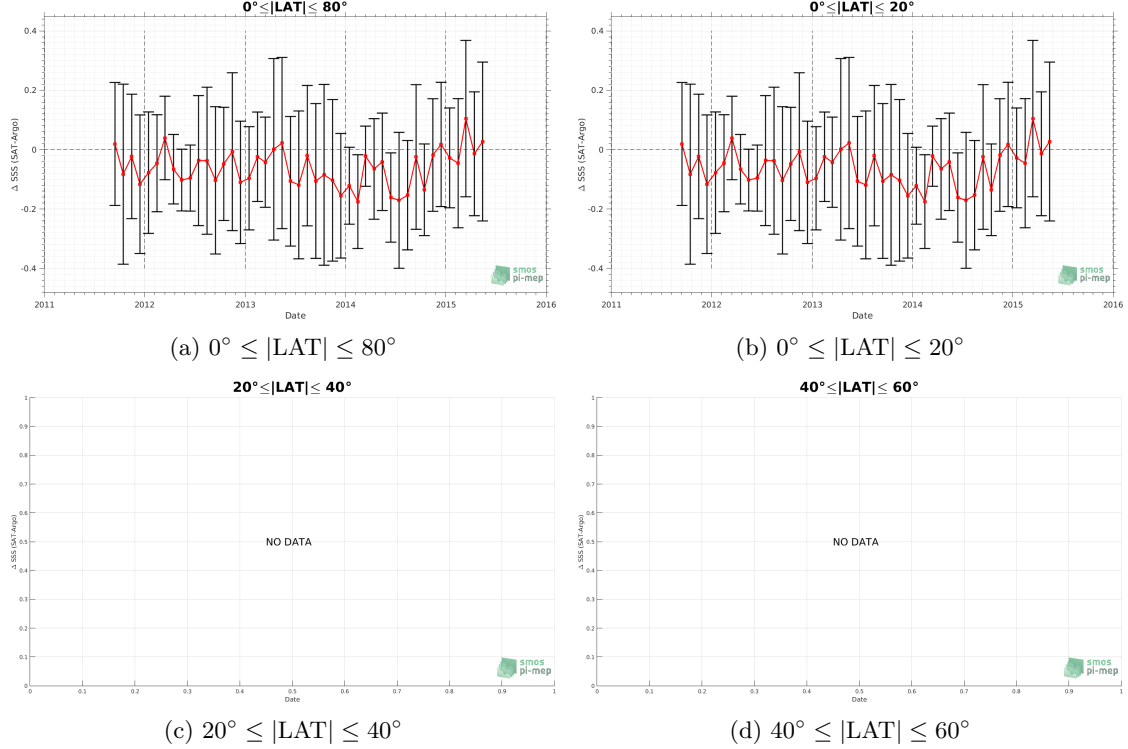 0°≤|LAT|≤ 80°
0.4
0.2
0
-0.2
-0.4
Δ SSS (SAT-Argo)
2011 2012 2013 2014 2015 2016
Date
smos
pi-mep
(a) 0° ≤ |LAT| ≤ 80°
0°≤|LAT|≤ 20°
0.4
0.2
0
-0.2
-0.4
Δ SSS (SAT-Argo)
2011 2012 2013 2014 2015 2016
Date
smos
pi-mep
(b) 0° ≤ |LAT| ≤ 20°
20°≤|LAT|≤ 40°
1
0.9
0.8
0.7
0.6
0.5
0.4
0.3
0.2
0.1
0
Δ SSS (SAT-Argo)
NO DATA
0 0.1 0.2 0.3 0.4 0.5 0.6 0.7 0.8 0.9 1
Date
smos
pi-mep
(c) 20° ≤ |LAT| ≤ 40°
40°≤|LAT|≤ 60°
1
0.9
0.8
0.7
0.6
0.5
0.4
0.3
0.2
0.1
0
Δ SSS (SAT-Argo)
NO DATA
0 0.1 0.2 0.3 0.4 0.5 0.6 0.7 0.8 0.9 1
Date
smos
pi-mep
(d) 40° ≤ |LAT| ≤ 60°